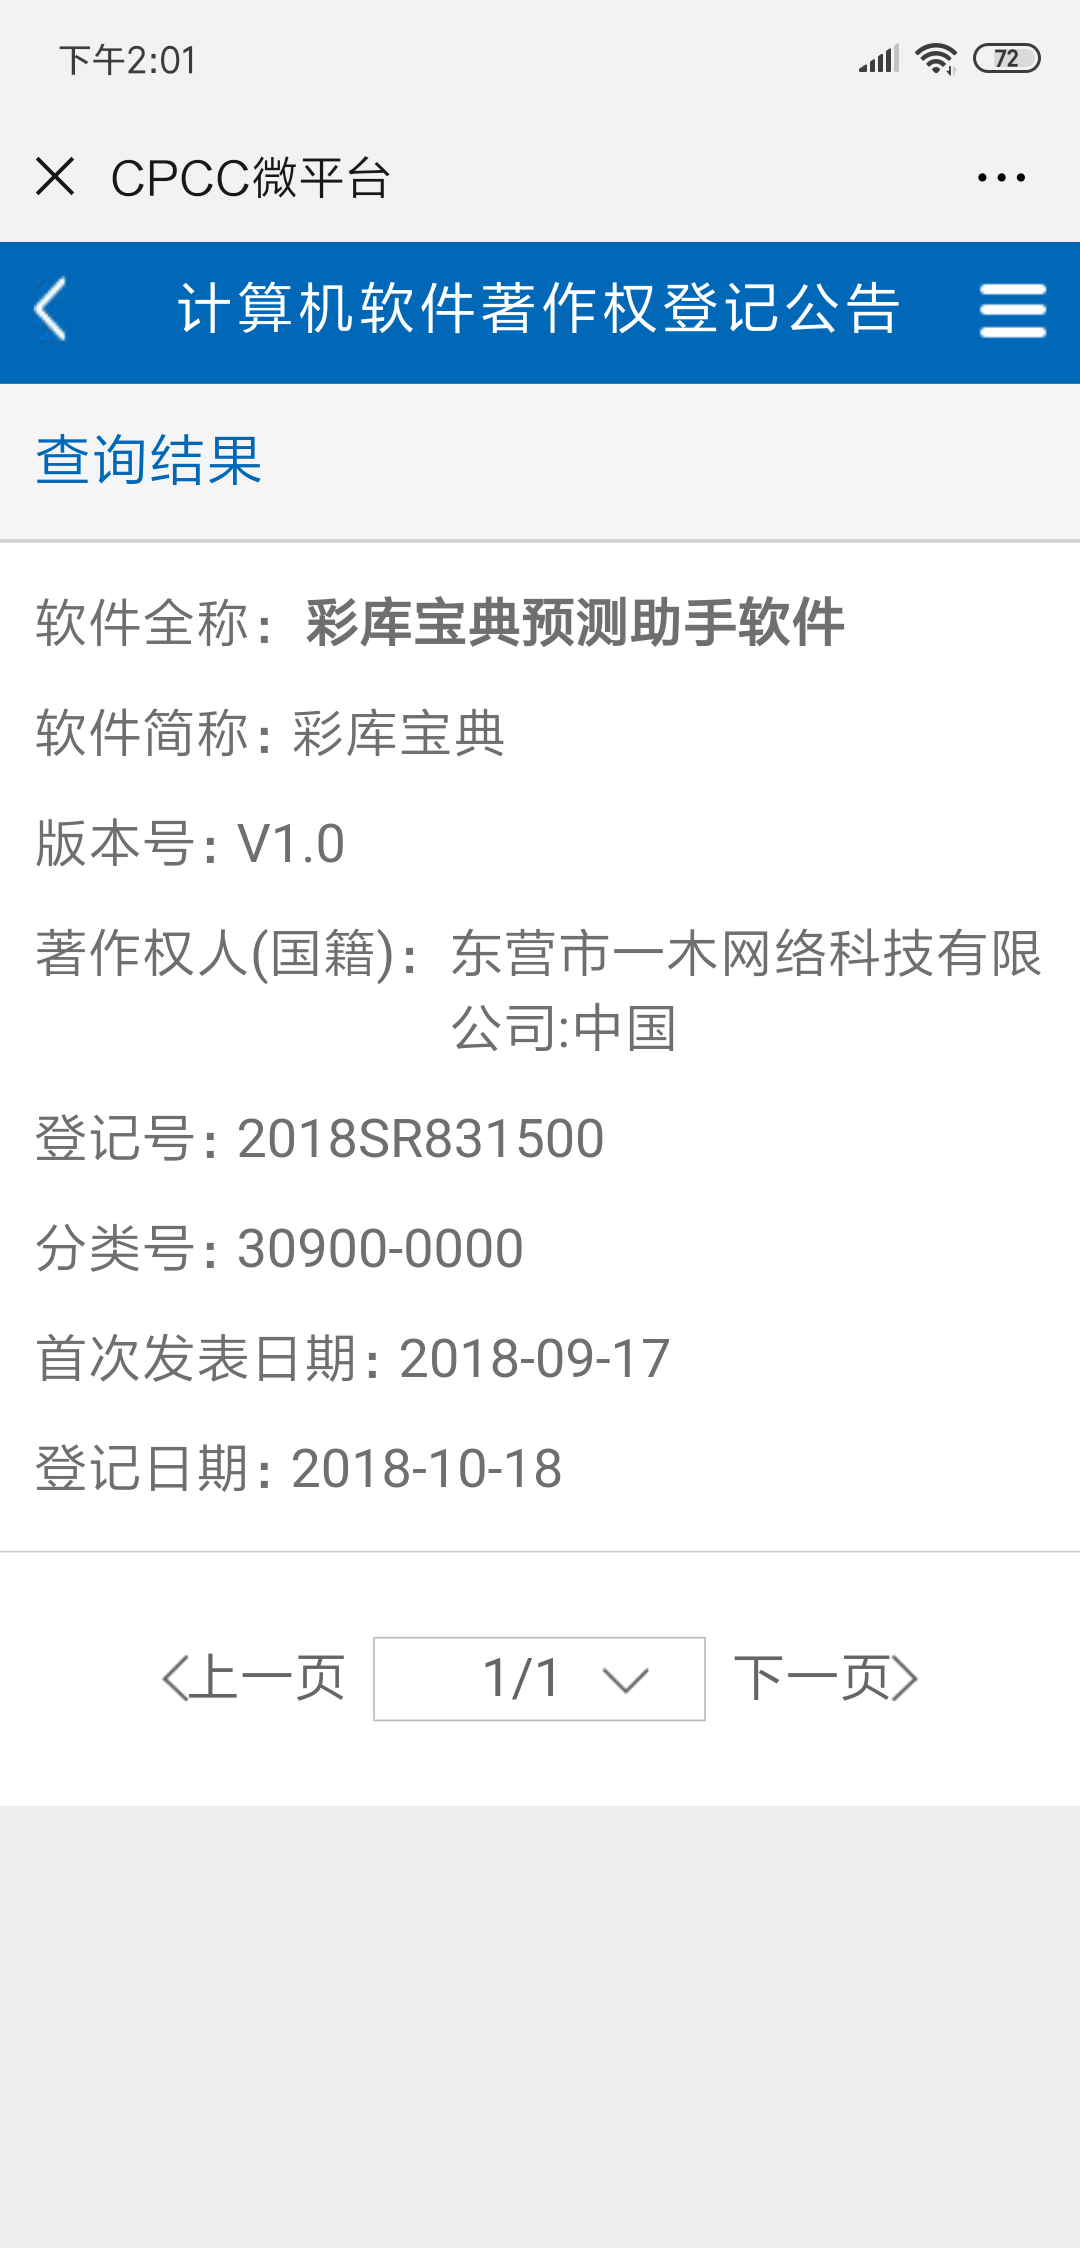 下午2:01
72
CPCC微平台
计算机软件著作权登记公告
查询结果
软件全称：彩库宝典预测助手软件
软件简称：彩库宝典
版本号：V1.0
著作权人(国籍)：东营市一木网络科技有限
公司:中国
登记号：2018SR831500
分类号：30900-0000
首次发表日期：2018-09-17
登记日期：2018-10-18
上一页 1/1 下一页